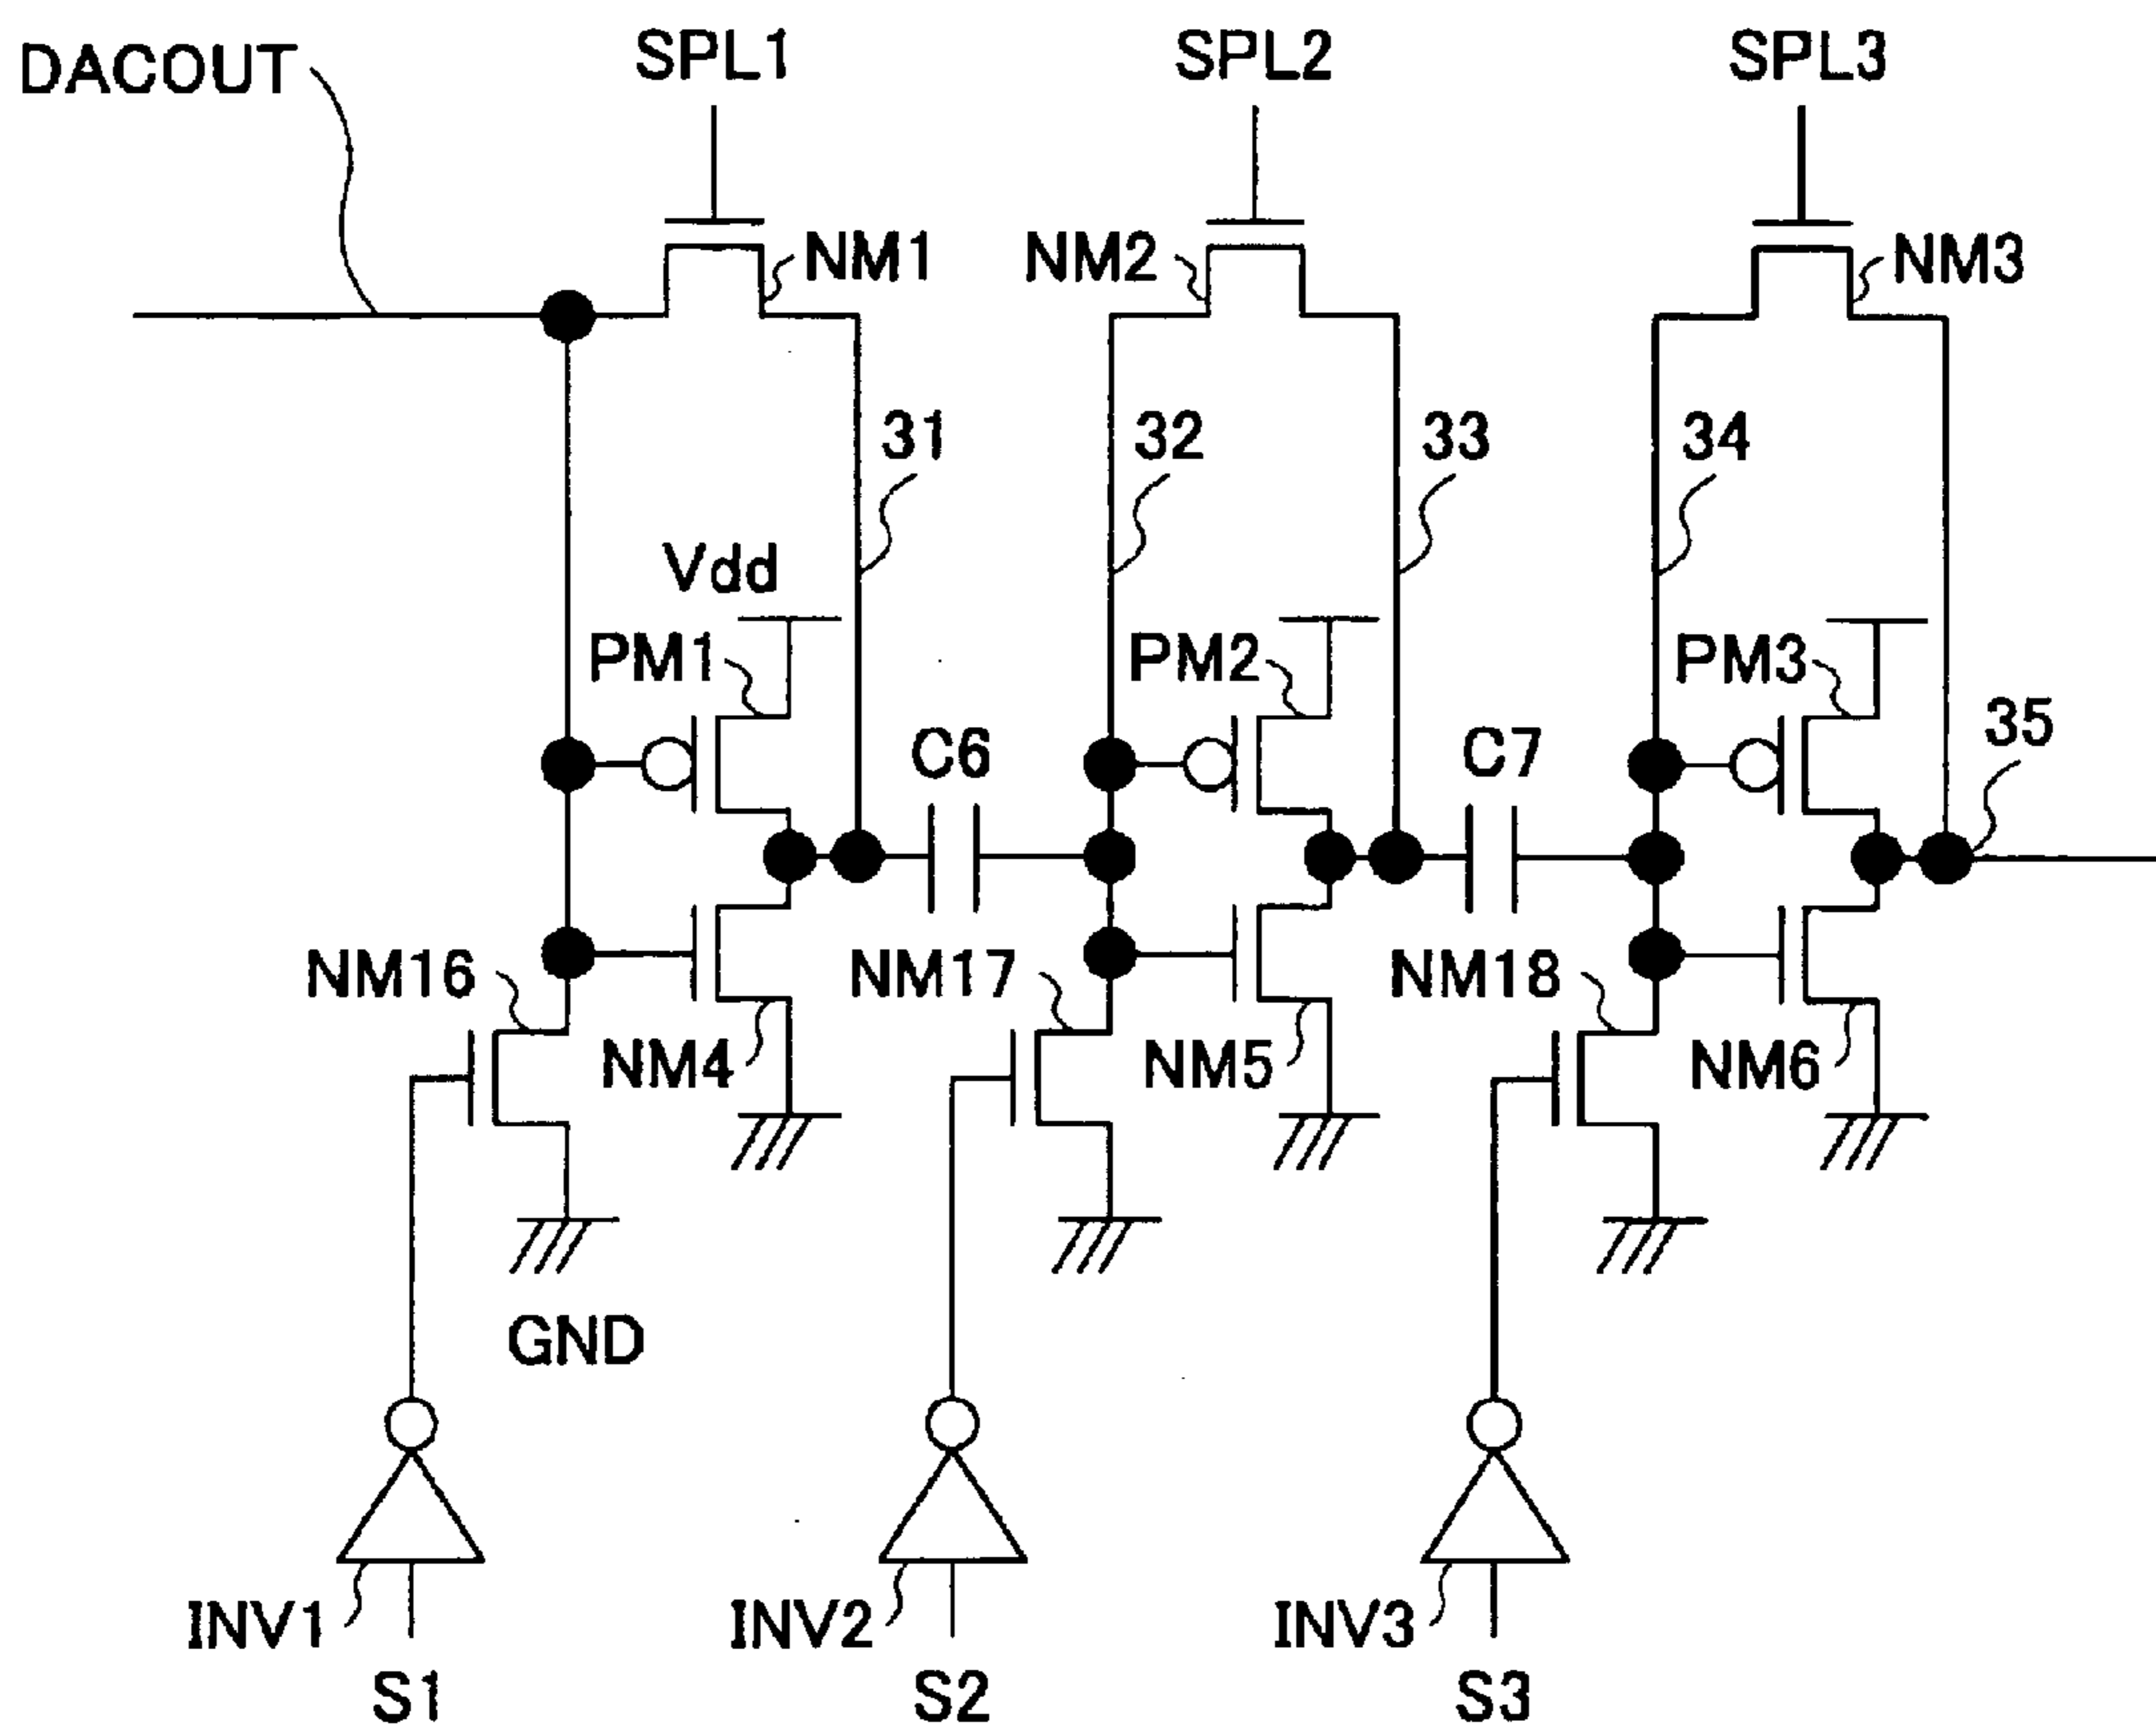 DACOUT
SPL1
SPL2
SPL3
NM1
NM2
NM3
31
32
33
34
Vdd
PM1
PM2
PM3
C6
C7
35
NM16
NM17
NM18
NM4
NM5
NM6
GND
INV1
INV2
INV3
S1
S2
S3